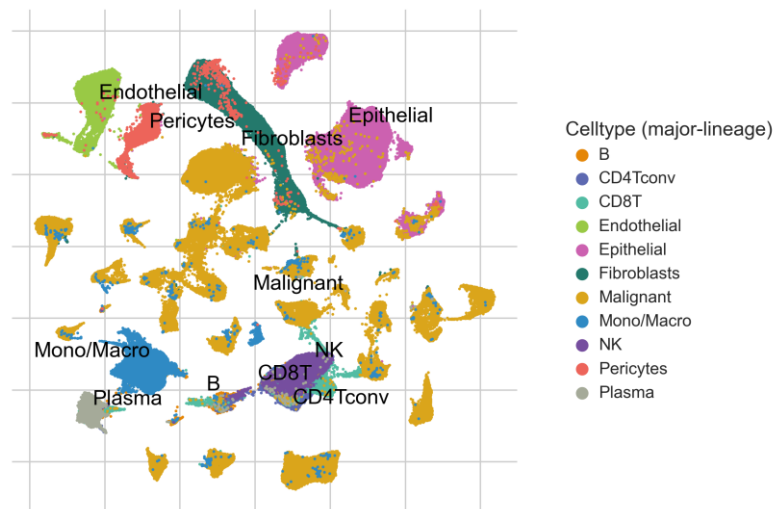 Endothelial
Pericytes
Fibroblasts
Epithelial
Malignant
Mono/Macro
NK
CD8T
B
Plasma
CD4Tconv
Celltype (major-lineage)
B
CD4Tconv
CD8T
Endothelial
Epithelial
Fibroblasts
Malignant
Mono/Macro
NK
Pericytes
Plasma